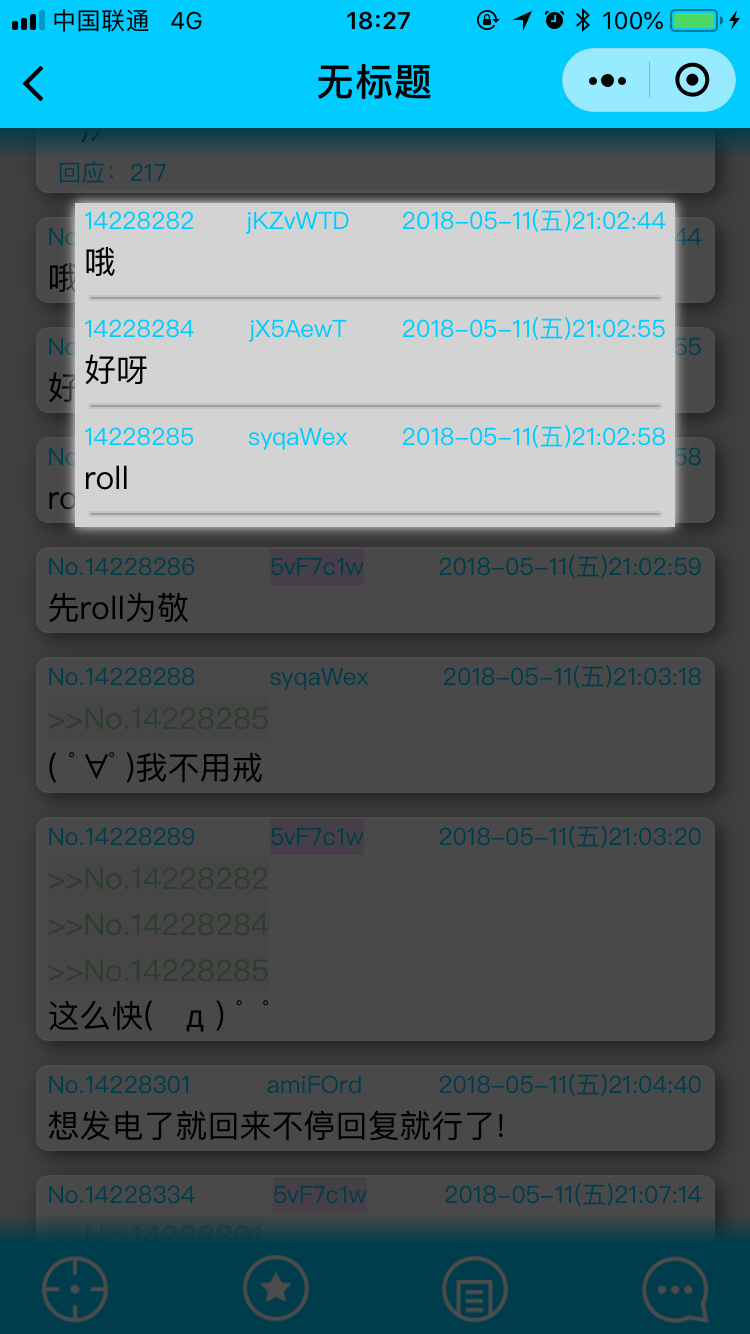 中国联通 4G 18:27 100%
无标题
回应：217
14228282 jKZvWTD 2018-05-11(五)21:02:44
哦
14228284 jX5AewT 2018-05-11(五)21:02:55
好呀
14228285 syqaWex 2018-05-11(五)21:02:58
roll
No.14228286 5vF7c1w 2018-05-11(五)21:02:59
先roll为敬
No.14228288 syqaWex 2018-05-11(五)21:03:18
>>No.14228285
( ﾟ∀ﾟ)我不用戒
No.14228289 5vF7c1w 2018-05-11(五)21:03:20
>>No.14228282
>>No.14228284
>>No.14228285
这么快(　д ) ﾟ ﾟ
No.14228301 amiFOrd 2018-05-11(五)21:04:40
想发电了就回来不停回复就行了!
No.14228334 5vF7c1w 2018-05-11(五)21:07:14
>>No.14228301